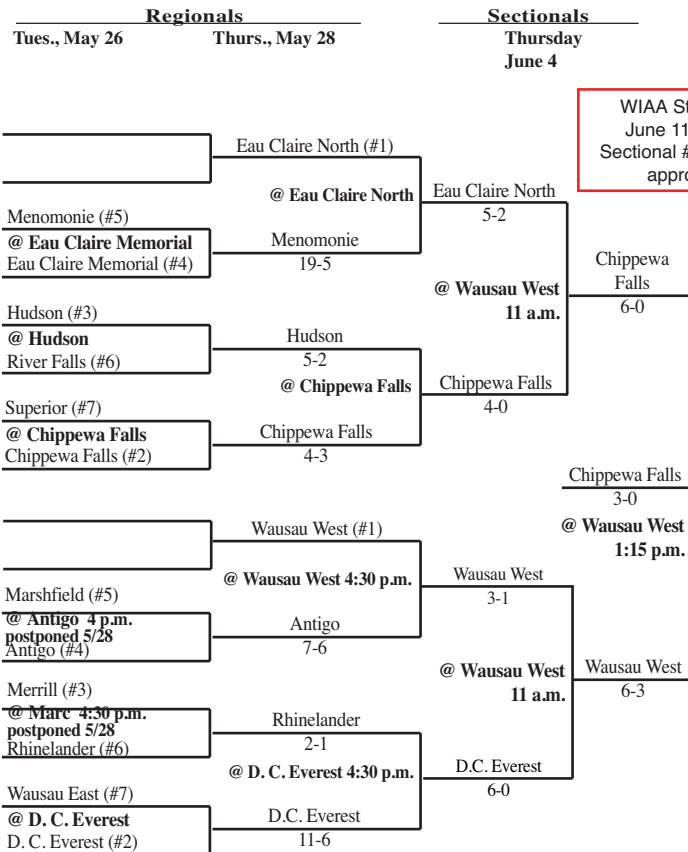 Regionals
Sectionals
Tues., May 26
Thurs., May 28
Thursday
June 4
WIAA St
June 11
Sectional #
appro
Eau Claire North (#1)
@ Eau Claire North
Eau Claire North
5-2
Menomonie (#5)
@ Eau Claire Memorial
Eau Claire Memorial (#4)
Menomonie
19-5
@ Wausau West
11 a.m.
Chippewa
Falls
6-0
Hudson (#3)
@ Hudson
River Falls (#6)
Hudson
5-2
@ Chippewa Falls
Chippewa Falls
4-0
Superior (#7)
@ Chippewa Falls
Chippewa Falls (#2)
Chippewa Falls
4-3
Chippewa Falls
3-0
@ Wausau West
1:15 p.m.
Wausau West (#1)
@ Wausau West 4:30 p.m.
Wausau West
3-1
Marshfield (#5)
@ Antigo 4 p.m.
postponed 5/28
Antigo (#4)
Antigo
7-6
@ Wausau West
11 a.m.
Wausau West
6-3
Merrill (#3)
@ Marc 4:30 p.m.
postponed 5/28
Rhinelander (#6)
Rhinelander
2-1
@ D. C. Everest 4:30 p.m.
D.C. Everest
6-0
Wausau East (#7)
@ D. C. Everest
D. C. Everest (#2)
D.C. Everest
11-6